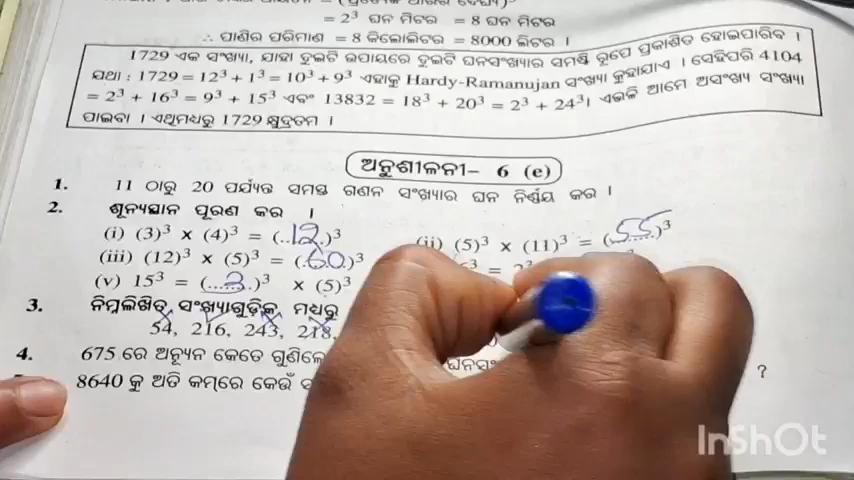 = 2³ ଘନ ମିଟର = 8 ଘନ ମିଟର
∴ ପାଣିର ପରିମାଣ = 8 କିଲୋଲିଟର = 8000 ଲିଟର ।
1729 ଏକ ସଂଖ୍ୟା, ଯାହା ଦୁଇଟି ଉପାୟରେ ଦୁଇଟି ଘନସଂଖ୍ୟାର ସମଷ୍ଟି ରୂପେ ପ୍ରକାଶିତ ହୋଇପାରିବ ।
ଯଥା : 1729 = 12³ + 1³ = 10³ + 9³ ଏହାକୁ Hardy-Ramanujan ସଂଖ୍ୟା କୁହାଯାଏ । ସେହିପରି 4104
= 2³ + 16³ = 9³ + 15³ ଏବଂ 13832 = 18³ + 20³ = 2³ + 24³। ଏଭଳି ଆମେ ଅସଂଖ୍ୟ ସଂଖ୍ୟା
ପାଇବା । ଏଥିମଧ୍ୟରୁ 1729 କ୍ଷୁଦ୍ରତମ ।
ଅନୁଶୀଳନୀ– 6 (e)
1. 11 ଠାରୁ 20 ପର୍ଯ୍ୟନ୍ତ ସମସ୍ତ ଗଣନ ସଂଖ୍ୟାର ଘନ ନିର୍ଣ୍ଣୟ କର ।
2. ଶୂନ୍ୟସ୍ଥାନ ପୂରଣ କର ।
(i) (3)³ x (4)³ = (..12..)³ (ii) (5)³ x (11)³ = (..55..)³
(iii) (12)³ x (5)³ = (..60..)³ = 2³
(v) 15³ = (..3..)³ x (5)³
3. ନିମ୍ନଲିଖିତ ସଂଖ୍ୟାଗୁଡ଼ିକ ମଧ୍ୟରୁ
54, 216, 243, 218,
4. 675 ରେ ଅନ୍ୟୂନ କେତେ ଗୁଣିଲେ ?
8640 କୁ ଅତି କମ୍‌ରେ କେଉଁ
InShOt